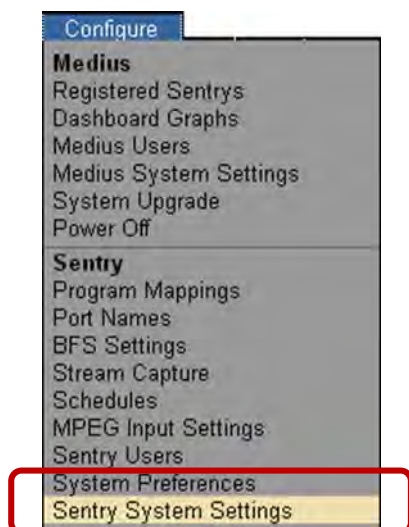 Configure
Medius
Registered Sentrys
Dashboard Graphs
Medius Users
Medius System Settings
System Upgrade
Power Off
Sentry
Program Mappings
Port Names
BFS Settings
Stream Capture
Schedules
MPEG Input Settings
Sentry Users
System Preferences
Sentry System Settings